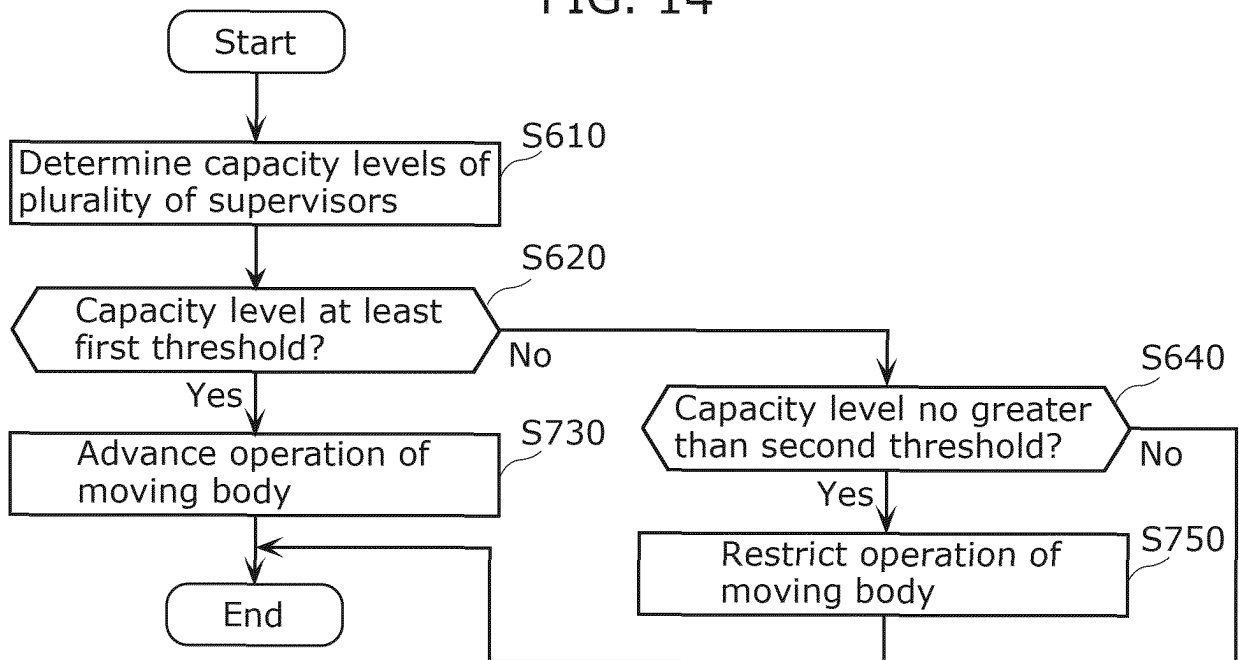 FIG. 14
Start
S610
Determine capacity levels of
plurality of supervisors
S620
Capacity level at least
first threshold?
No
Yes
S640
Capacity level no greater
than second threshold?
No
Yes
S730
Advance operation of
moving body
S750
Restrict operation of
moving body
End